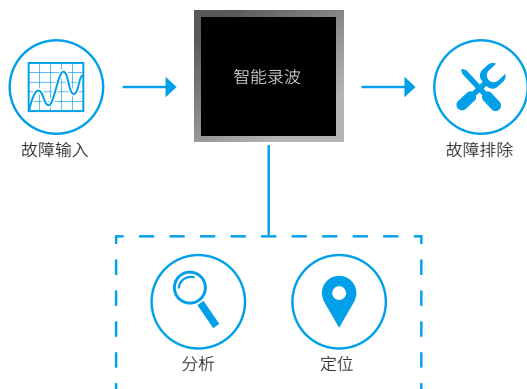 智能录波
故障输入
故障排除
分析
定位